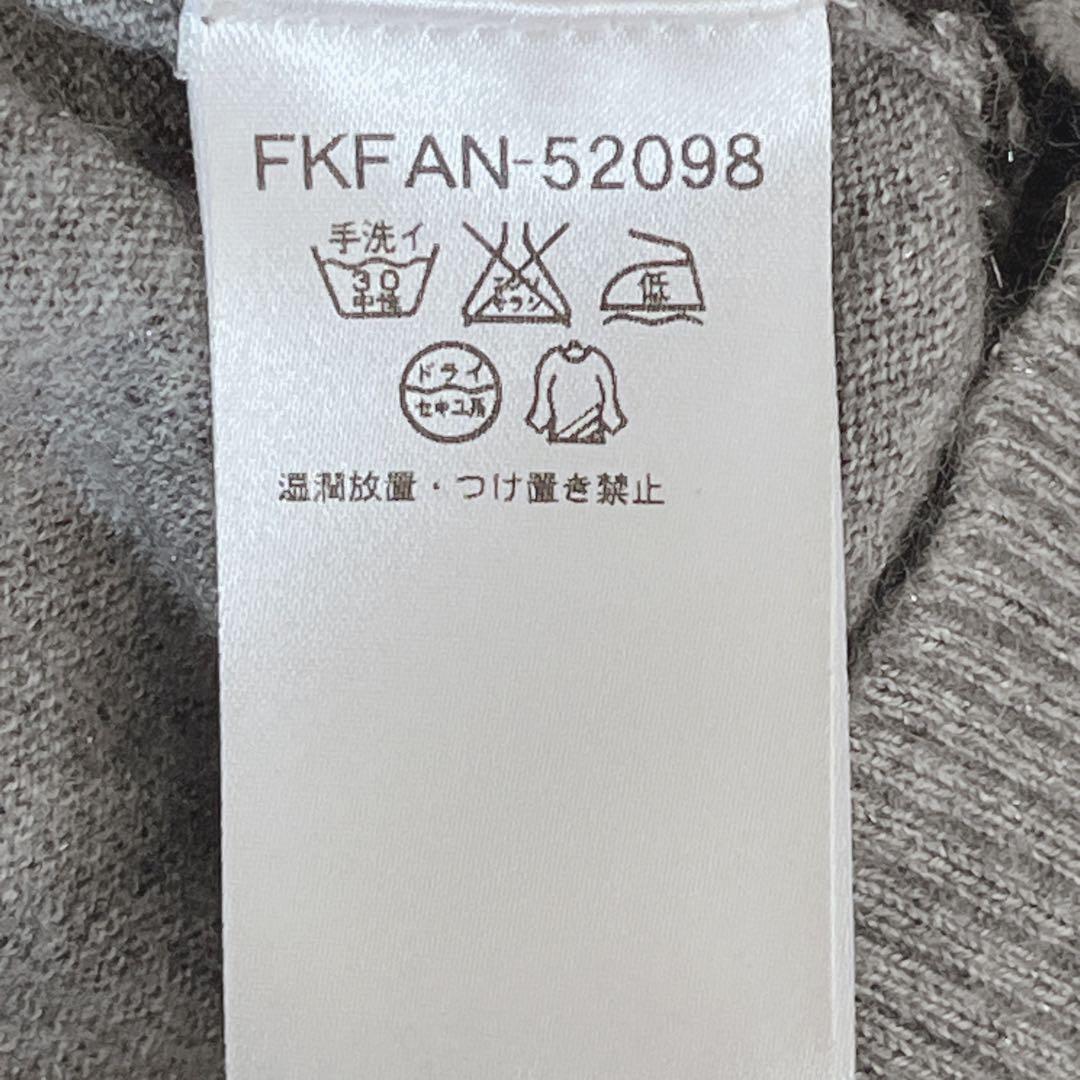 FKFAN-52098
手洗イ
30
中性
エンソ
サラシ
低
ドライ
セキユ系
温潤放置・つけ置き禁止